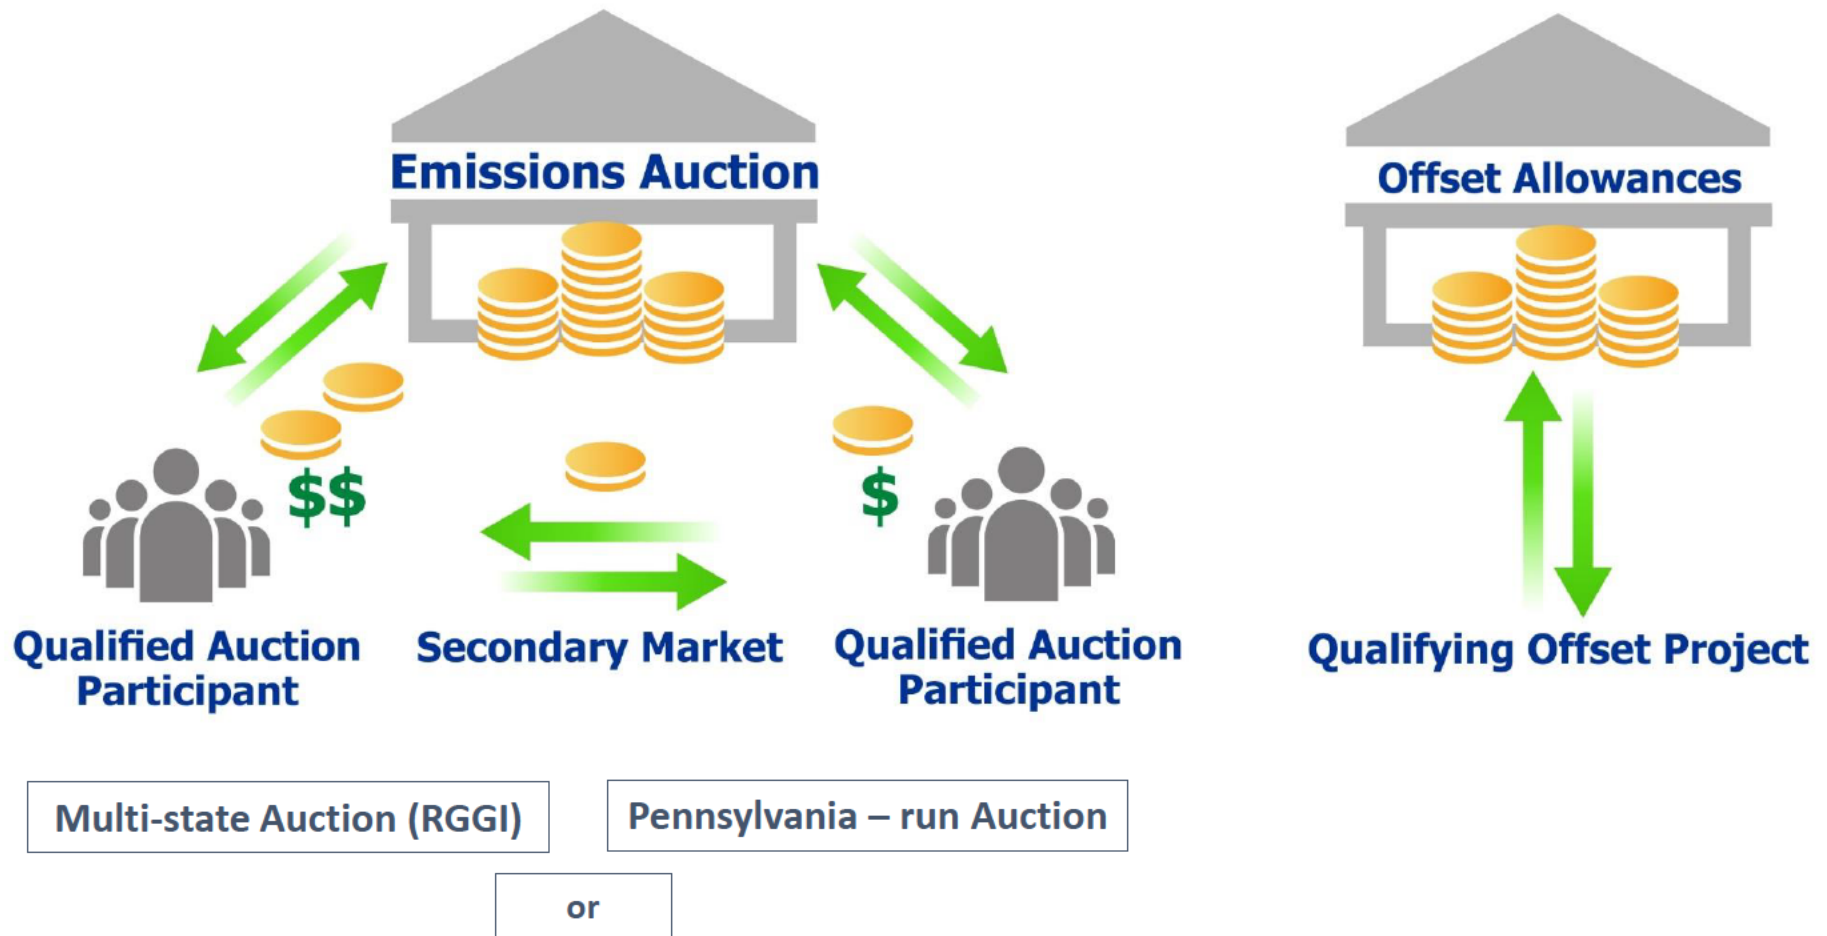 Emissions Auction
Offset Allowances
$$
$
Qualified Auction
Participant
Secondary Market
Qualified Auction
Participant
Qualifying Offset Project
Multi-state Auction (RGGI)
Pennsylvania – run Auction
or